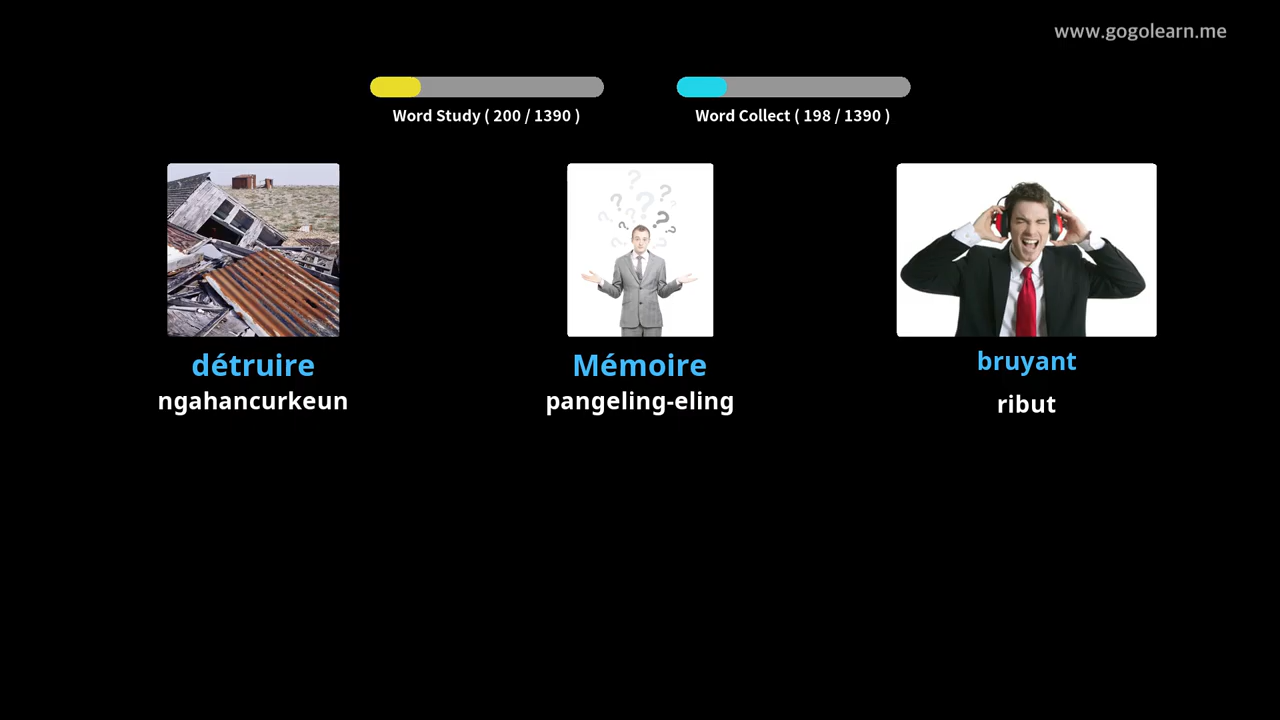 www.gogolearn.me
Word Study ( 200 / 1390 )
Word Collect ( 198 / 1390 )
détruire
ngahancurkeun
Mémoire
pangeling-eling
bruyant
ribut